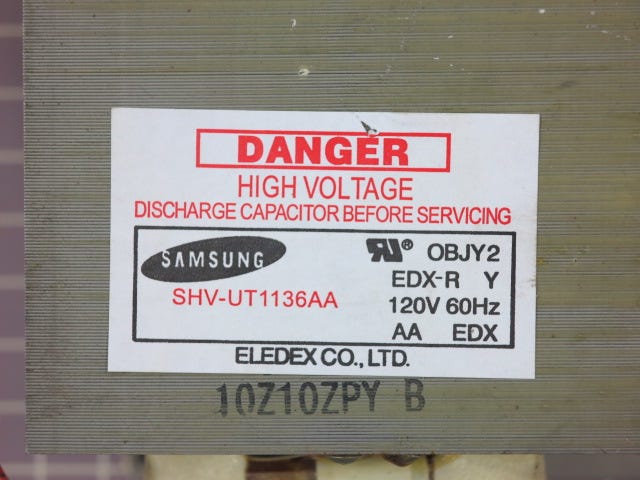 DANGER
HIGH VOLTAGE
DISCHARGE CAPACITOR BEFORE SERVICING
SAMSUNG
SHV-UT1136AA
RU® OBJY2
EDX-R Y
120V 60Hz
AA EDX
ELEDEX CO., LTD.
10Z10ZPY B